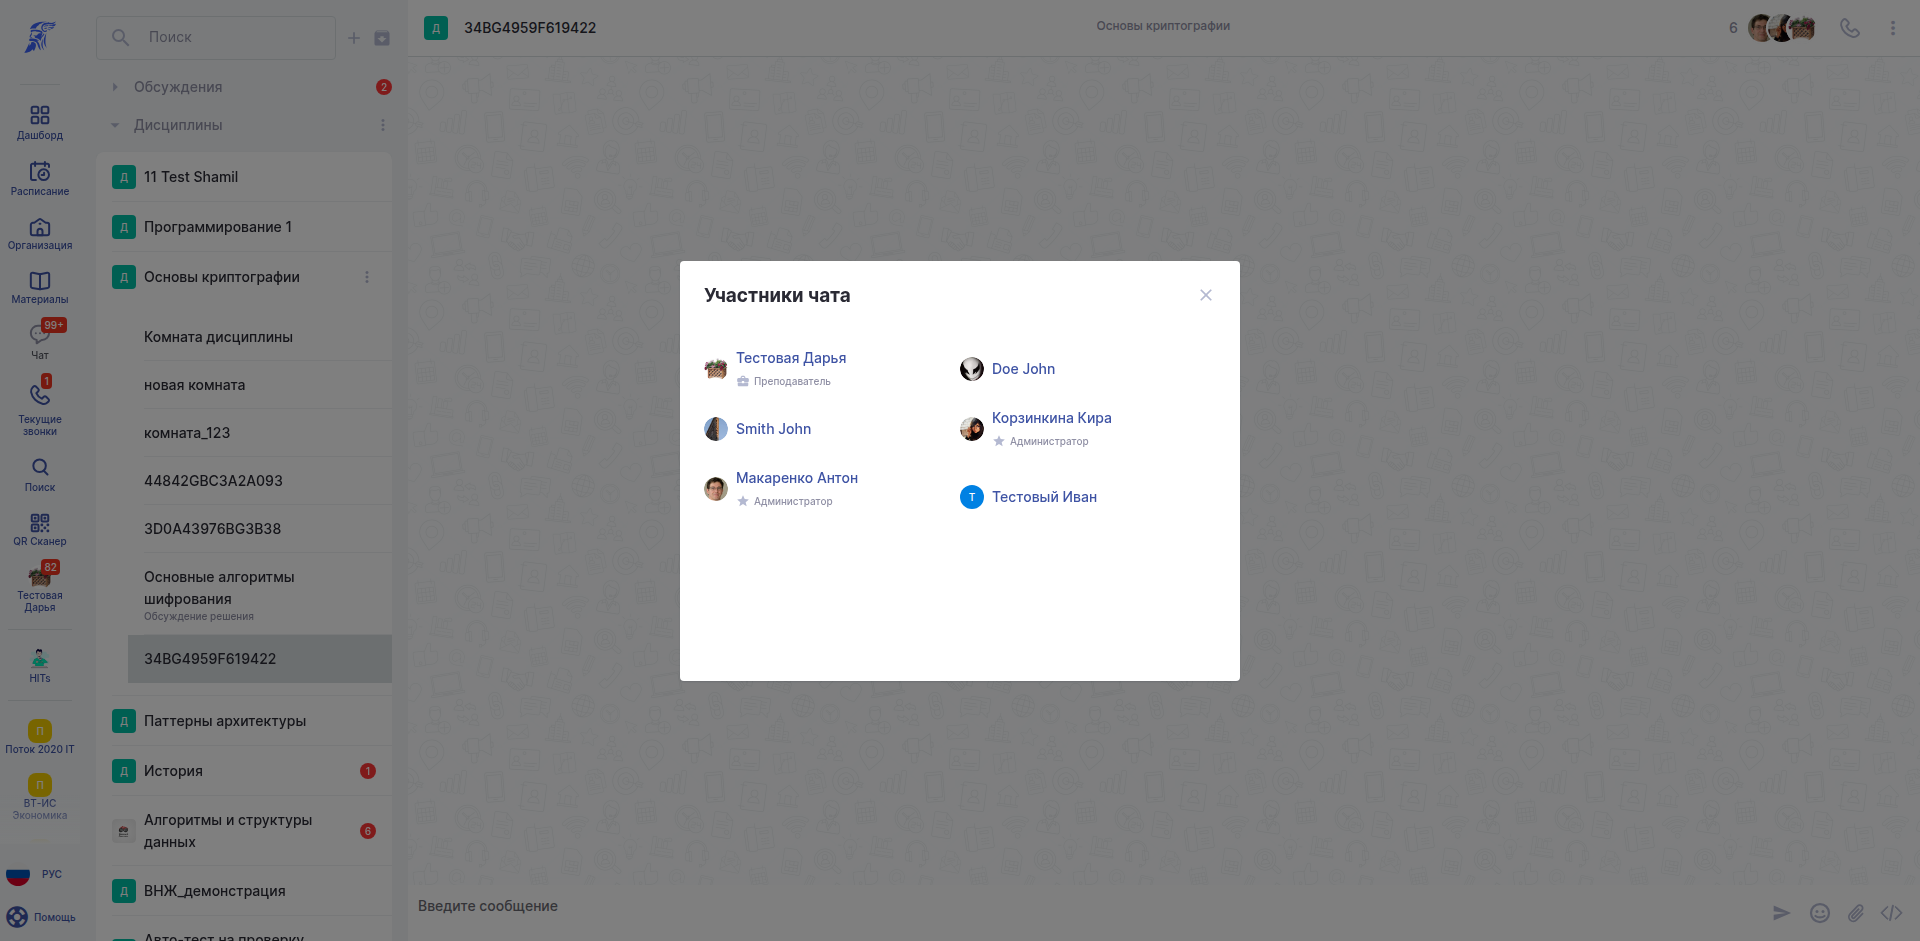 Дашборд
Расписание
Организация
Материалы
99+
Чат
1
Текущие
звонки
Поиск
QR Сканер
82
Тестовая
Дарья
HITs
П
Поток 2020 IT
П
ВТ-ИС
Экономика
РУС
Помощь
Поиск
Обсуждения 2
Дисциплины
Д 11 Test Shamil
Д Программирование 1
Д Основы криптографии
Комната дисциплины
новая комната
комната_123
44842GBC3A2A093
3D0A43976BG3B38
Основные алгоритмы
шифрования
Обсуждение решения
34BG4959F619422
Д Паттерны архитектуры
Д История 1
Алгоритмы и структуры
данных 6
Д ВНЖ_демонстрация
Авто-тест на проверку
Д 34BG4959F619422
Основы криптографии
6
Участники чата
Тестовая Дарья
Преподаватель
Doe John
Smith John
Корзинкина Кира
Администратор
Макаренко Антон
Администратор
Т Тестовый Иван
Введите сообщение